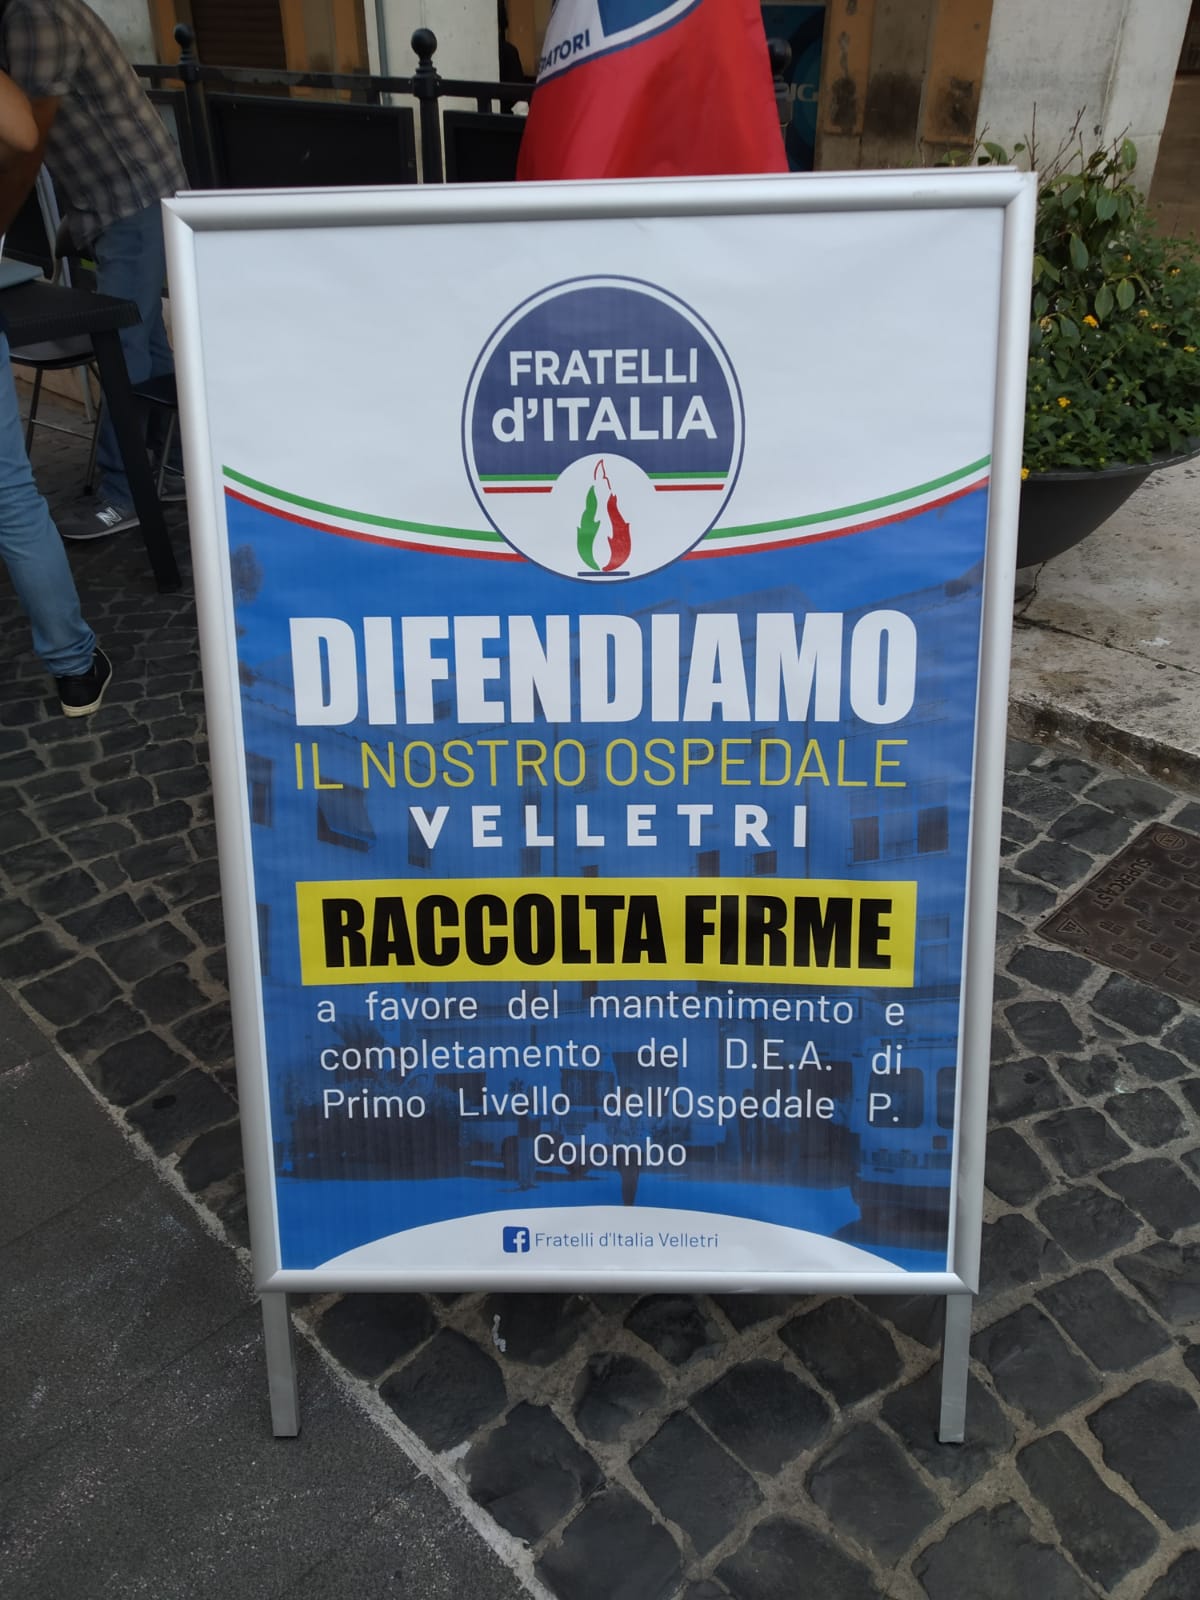 FRATELLI
d'ITALIA
DIFENDIAMO
IL NOSTRO OSPEDALE
VELLETRI
RACCOLTA FIRME
a favore del mantenimento e
completamento del D.E.A. di
Primo Livello dell'Ospedale P.
Colombo
Fratelli d'Italia Velletri
SUPERCAST